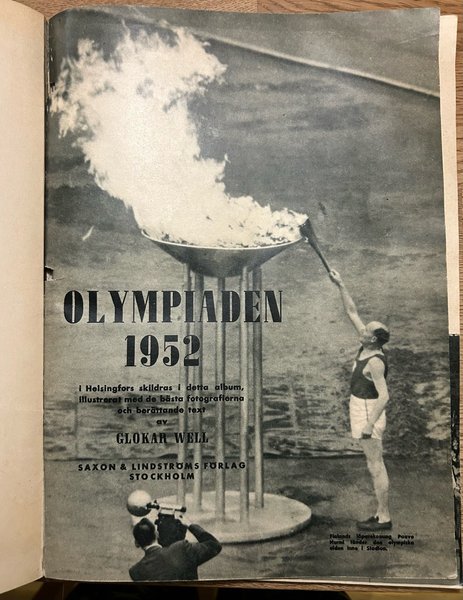 OLYMPIADEN
1952
i Helsingfors skildras i detta album,
illustrerat med de bästa fotografierna
och berättande text
av
GLOKAR WELL
SAXON & LINDSTRÖMS FÖRLAG
STOCKHOLM
Finlands löparekonung Paavo
Nurmi tänder den olympiska
elden inne i Stadion.